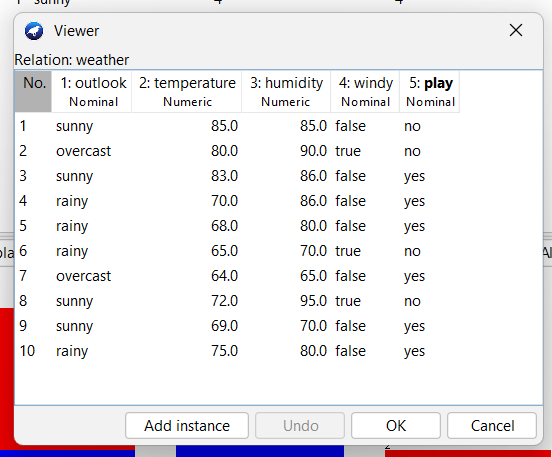 1 sunny 4 4
Viewer
Relation: weather
No. 1: outlook 2: temperature 3: humidity 4: windy 5: play
Nominal Numeric Numeric Nominal Nominal
1 sunny 85.0 85.0 false no
2 overcast 80.0 90.0 true no
3 sunny 83.0 86.0 false yes
4 rainy 70.0 86.0 false yes
5 rainy 68.0 80.0 false yes
6 rainy 65.0 70.0 true no
7 overcast 64.0 65.0 false yes
8 sunny 72.0 95.0 true no
9 sunny 69.0 70.0 false yes
10 rainy 75.0 80.0 false yes
Add instance Undo OK Cancel